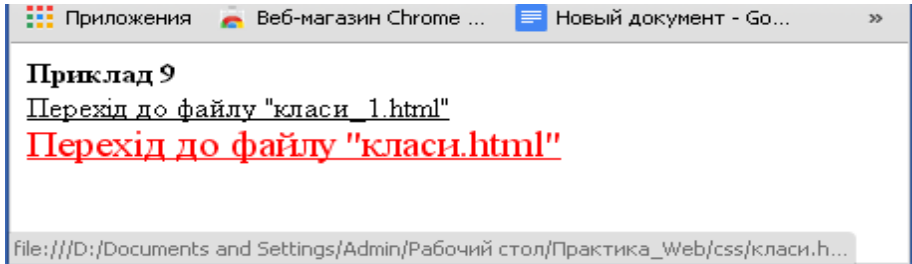 Приложения Веб-магазин Chrome ... Новый документ - Go... »
Приклад 9
Перехід до файлу "класи_1.html"
Перехід до файлу "класи.html"
file:///D:/Documents and Settings/Admin/Рабочий стол/Практика_Web/css/класи.h...